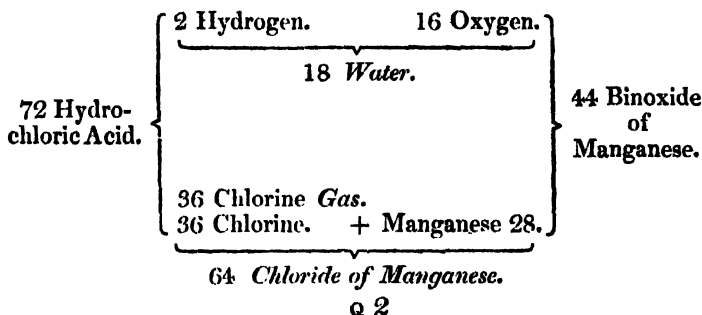 2 Hydrogen. 16 Oxygen.
18 Water.
72 Hydro-
chloric Acid.
44 Binoxide
of
Manganese.
36 Chlorine Gas.
36 Chlorine. + Manganese 28.
64 Chloride of Manganese.
Q 2